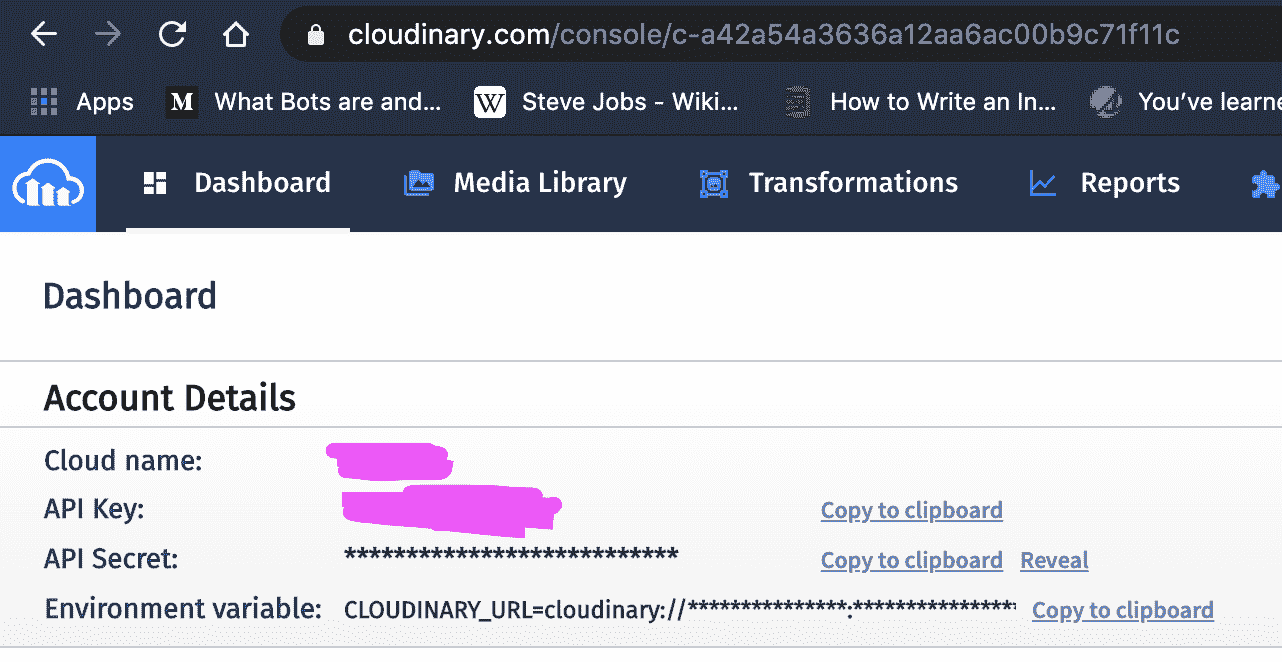 cloudinary.com/console/c-a42a54a3636a12aa6ac00b9c71f11c
Apps M What Bots are and... W Steve Jobs - Wiki... How to Write an In... You've learne
Dashboard Media Library Transformations Reports
Dashboard
Account Details
Cloud name:
API Key: Copy to clipboard
API Secret: *************************** Copy to clipboard Reveal
Environment variable: CLOUDINARY_URL=cloudinary://***************:*************** Copy to clipboard